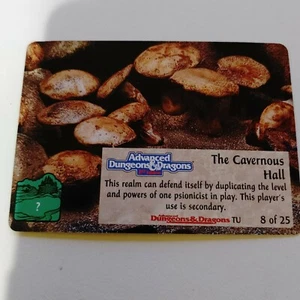 Advanced
Dungeons & Dragons
The Cavernous
Hall
This realm can defend itself by duplicating the level
and powers of one psionicist in play. This player's
use is secondary.
?
Dungeons & Dragons TU 8 of 25